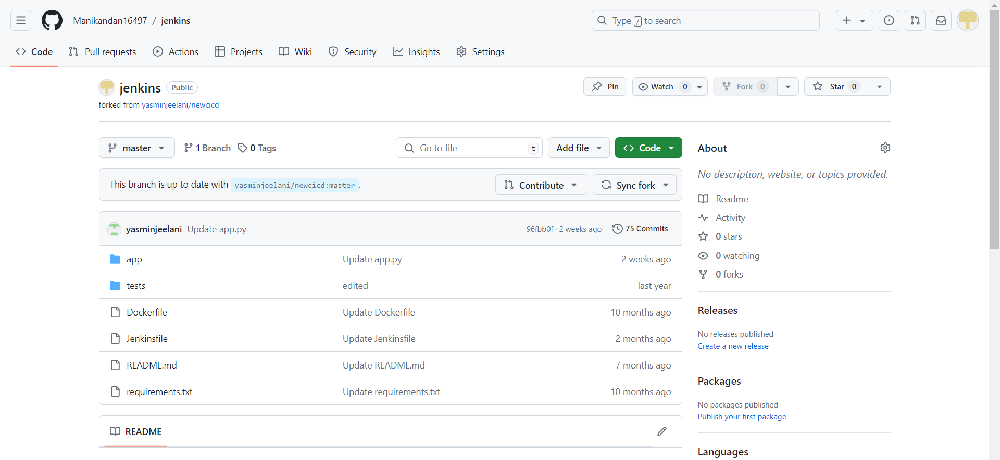 Manikandan16497 / jenkins
Type / to search
Code Pull requests Actions Projects Wiki Security Insights Settings
jenkins Public
Pin Watch 0 Fork 0 Star 0
forked from yasminjeelani/newcicd
master 1 Branch 0 Tags Go to file t Add file Code
This branch is up to date with yasminjeelani/newcicd:master .
Contribute Sync fork
yasminjeelani Update app.py 96fbb0f · 2 weeks ago 75 Commits
app Update app.py 2 weeks ago
tests edited last year
Dockerfile Update Dockerfile 10 months ago
Jenkinsfile Update Jenkinsfile 2 months ago
README.md Update README.md 7 months ago
requirements.txt Update requirements.txt 10 months ago
README
About
No description, website, or topics provided.
Readme
Activity
0 stars
0 watching
0 forks
Releases
No releases published
Create a new release
Packages
No packages published
Publish your first package
Languages